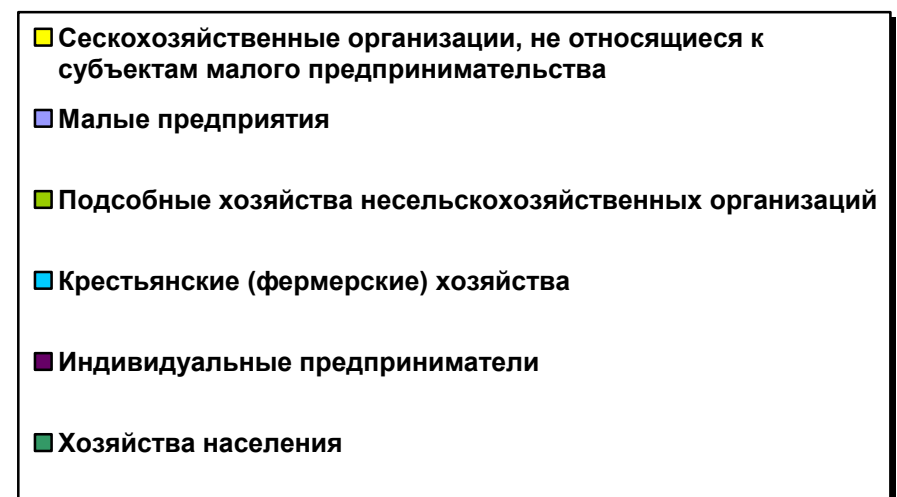 Сескохозяйственные организации, не относящиеся к
субъектам малого предпринимательства
Малые предприятия
Подсобные хозяйства несельскохозяйственных организаций
Крестьянские (фермерские) хозяйства
Индивидуальные предприниматели
Хозяйства населения